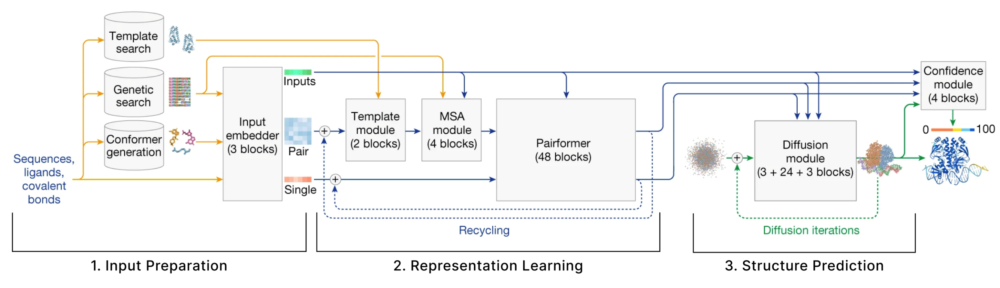 Template
search
Genetic
search
Conformer
generation
Sequences,
ligands,
covalent
bonds
Input
embedder
(3 blocks)
Inputs
Pair
Single
Template
module
(2 blocks)
MSA
module
(4 blocks)
Pairformer
(48 blocks)
Recycling
Diffusion
module
(3 + 24 + 3 blocks)
Diffusion iterations
Confidence
module
(4 blocks)
0 100
1. Input Preparation
2. Representation Learning
3. Structure Prediction